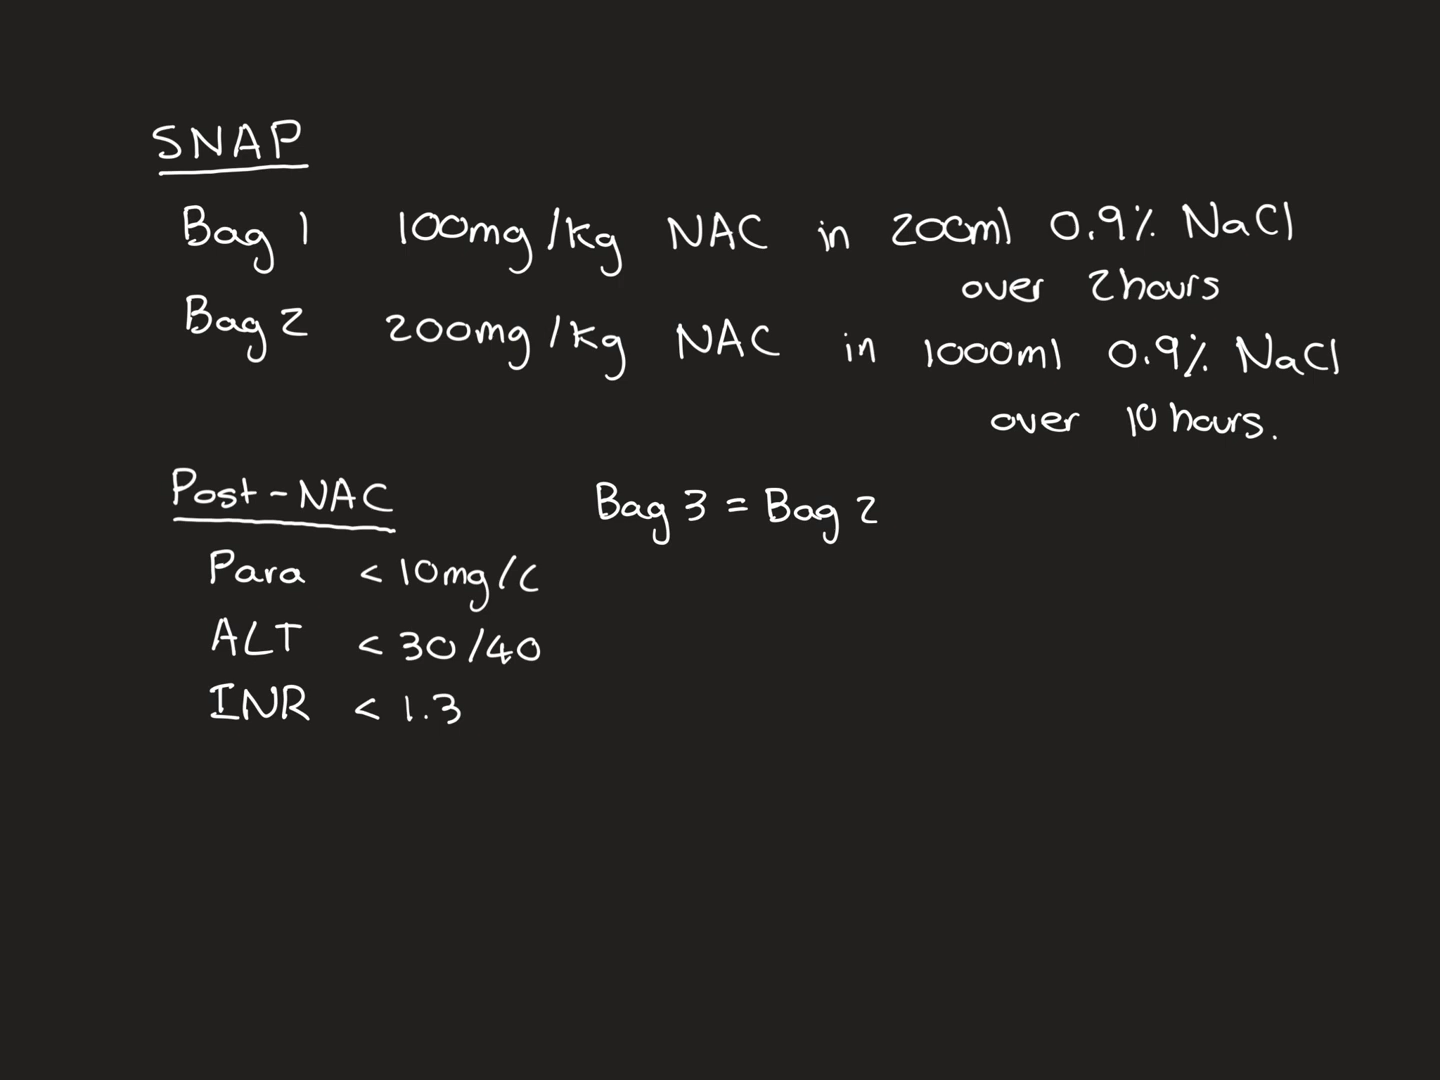 SNAP
Bag 1 100mg/kg NAC in 200ml 0.9% NaCl
over 2 hours
Bag 2 200mg/kg NAC in 1000ml 0.9% NaCl
over 10 hours.
Post-NAC Bag 3 = Bag 2
Para < 10mg/L
ALT < 30/40
INR < 1.3